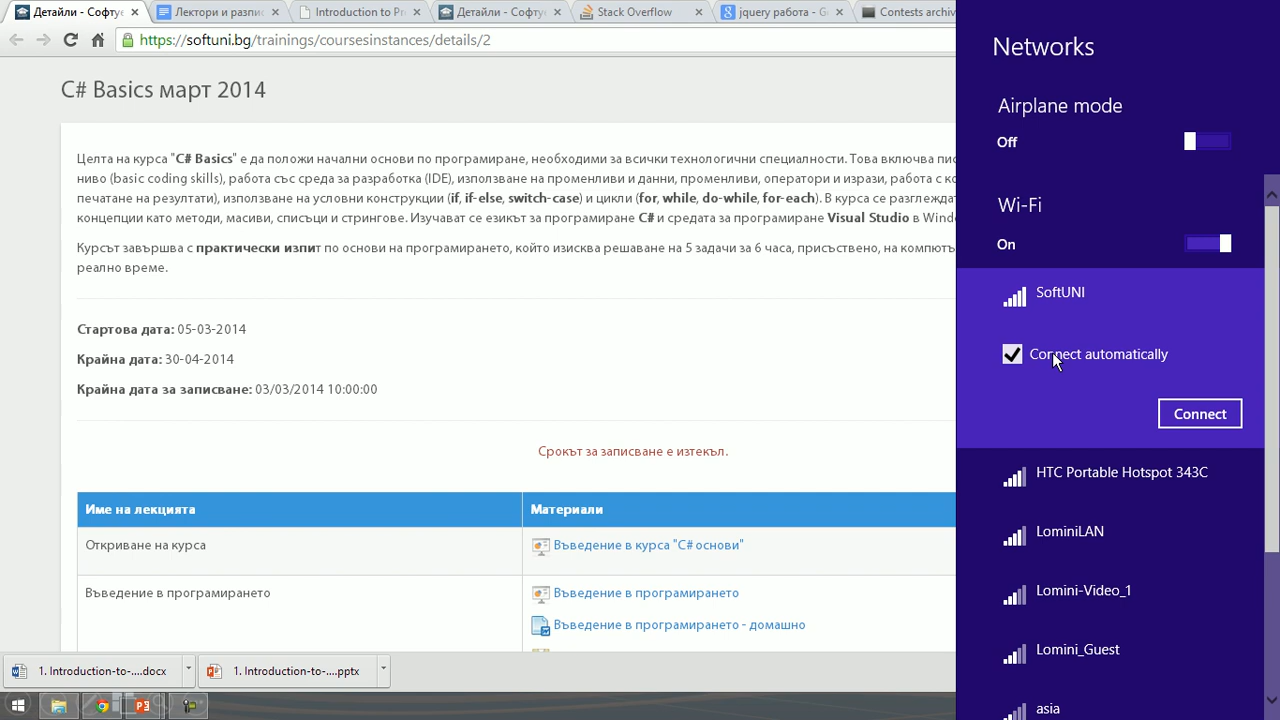 Детайли - Софтуе
Лектори и разпис
Introduction to Pr
Детайли - Софтуе
Stack Overflow
jquery работа - G
Contests archiv
https://softuni.bg/trainings/coursesinstances/details/2
C# Basics март 2014
Целта на курса "C# Basics" е да положи начални основи по програмиране, необходими за всички технологични специалности. Това включва пис
ниво (basic coding skills), работа със среда за разработка (IDE), използване на променливи и данни, променливи, оператори и изрази, работа с ко
печатане на резултати), използване на условни конструкции (if, if-else, switch-case) и цикли (for, while, do-while, for-each). В курса се разглежда
концепции като методи, масиви, списъци и стрингове. Изучават се езикът за програмиране C# и средата за програмиране Visual Studio в Windo
Курсът завършва с практически изпит по основи на програмирането, който изисква решаване на 5 задачи за 6 часа, присъствено, на компют
реално време.
Стартова дата: 05-03-2014
Крайна дата: 30-04-2014
Крайна дата за записване: 03/03/2014 10:00:00
Срокът за записване е изтекъл.
Име на лекцията
Материали
Откриване на курса
Въведение в курса "C# основи"
Въведение в програмирането
Въведение в програмирането
Въведение в програмирането - домашно
1. Introduction-to-....docx
1. Introduction-to-....pptx
Networks
Airplane mode
Off
Wi-Fi
On
SoftUNI
Connect automatically
Connect
HTC Portable Hotspot 343C
LominiLAN
Lomini-Video_1
Lomini_Guest
asia